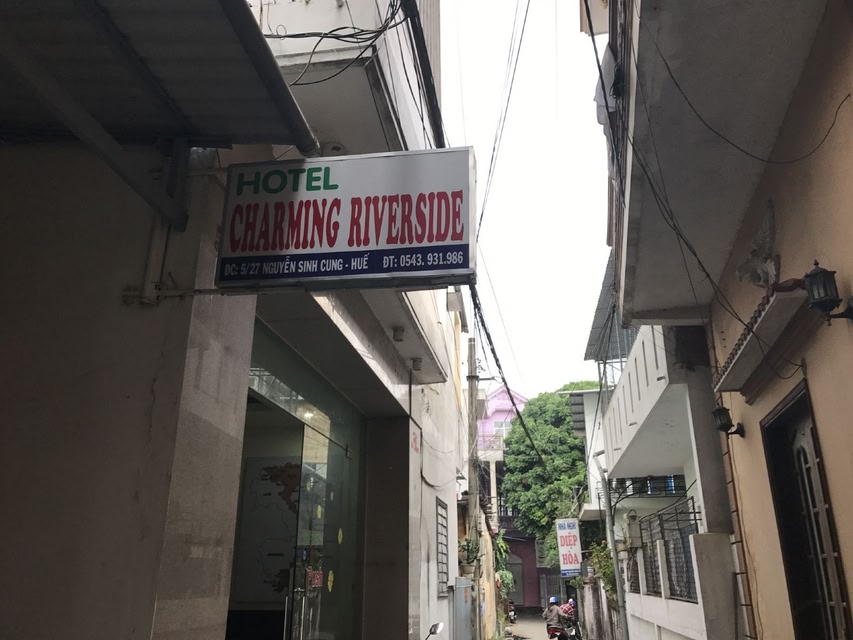 HOTEL
CHARMING RIVERSIDE
ĐC: 5/27 NGUYỄN SINH CUNG - HUẾ ĐT: 0543. 931.986
NHÀ NGHỈ
DIỆP
HÒA